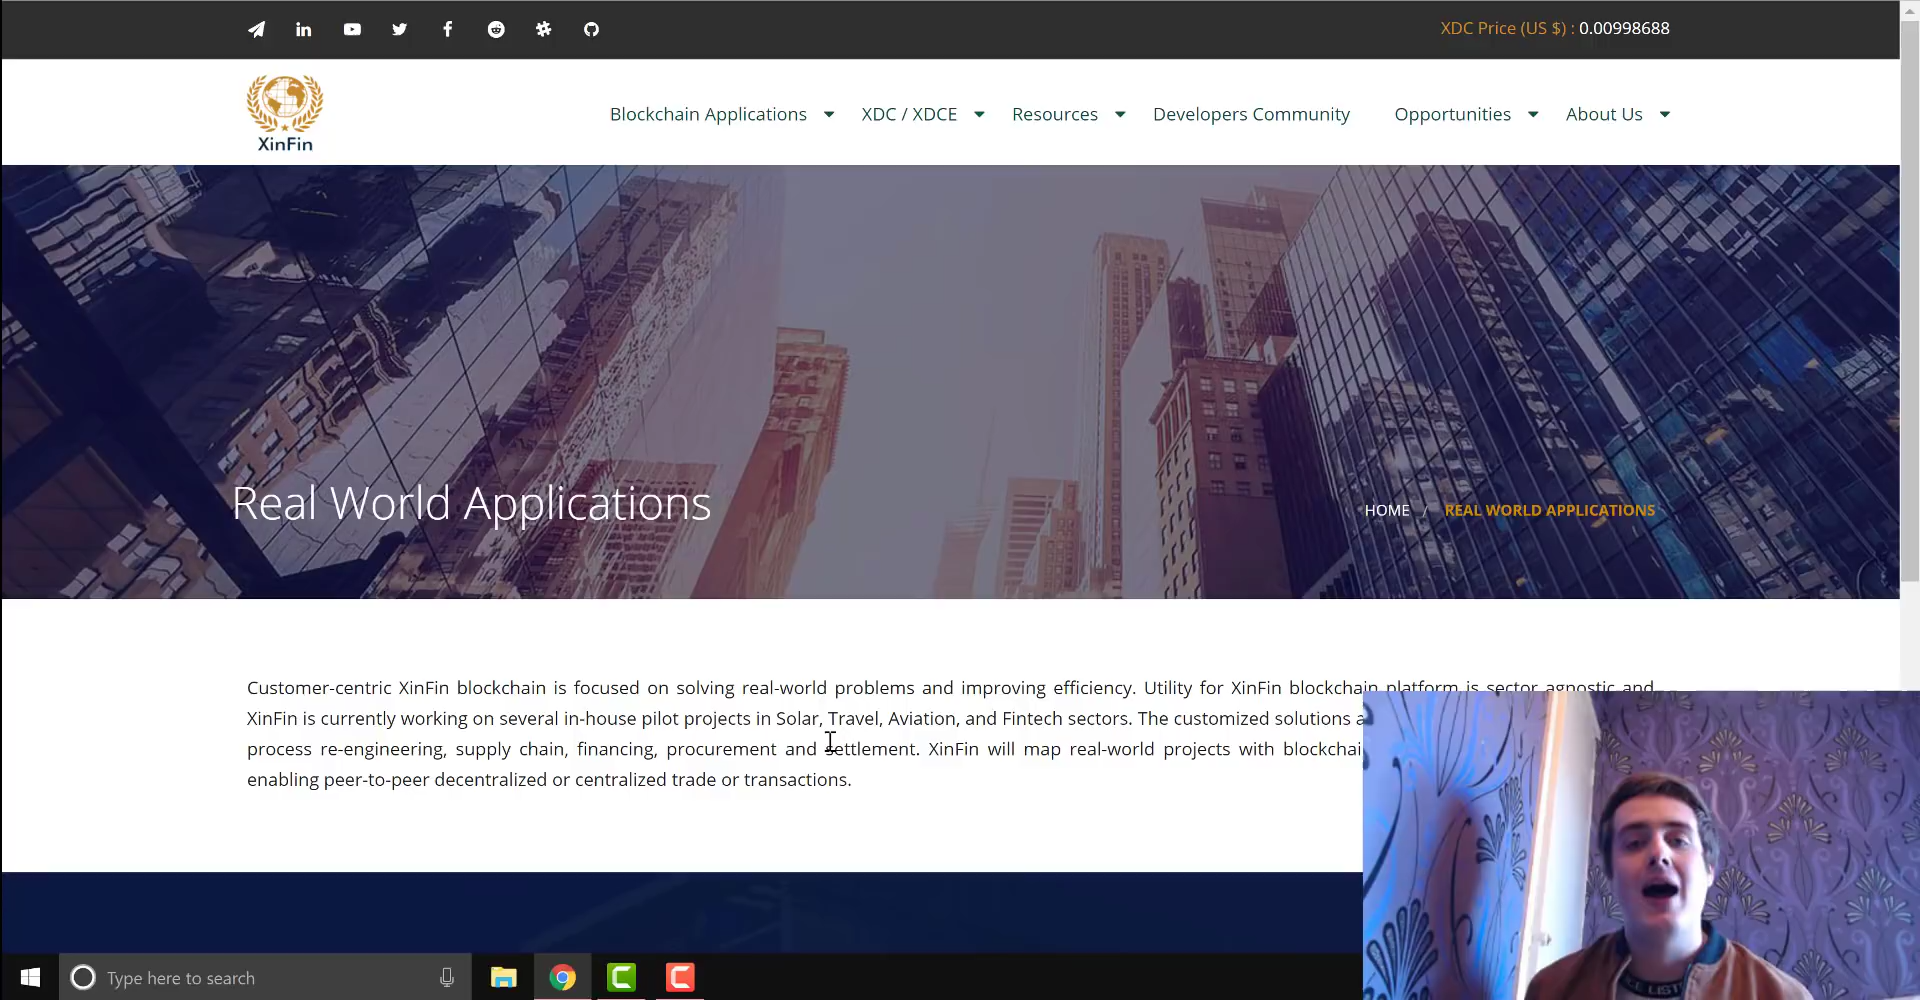 XDC Price (US $) : 0.00998688
XinFin
Blockchain Applications XDC / XDCE Resources Developers Community Opportunities About Us
Real World Applications
HOME / REAL WORLD APPLICATIONS
Customer-centric XinFin blockchain is focused on solving real-world problems and improving efficiency. Utility for XinFin blockchain platform is sector agnostic and
XinFin is currently working on several in-house pilot projects in Solar, Travel, Aviation, and Fintech sectors. The customized solutions
process re-engineering, supply chain, financing, procurement and settlement. XinFin will map real-world projects with
enabling peer-to-peer decentralized or centralized trade or transactions.
Type here to search